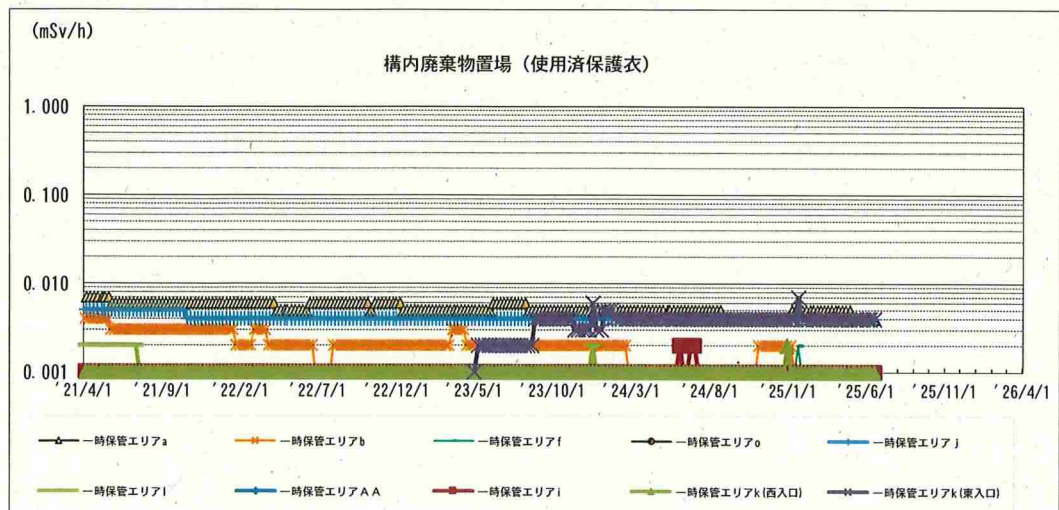 (mSv/h)
構内廃棄物置場（使用済保護衣）
1.000
0.100
0.010
0.001
'21/4/1 '21/9/1 '22/2/1 '22/7/1 '22/12/1 '23/5/1 '23/10/1 '24/3/1 '24/8/1 '25/1/1 '25/6/1 '25/11/1 '26/4/1
一時保管エリアa 一時保管エリアb 一時保管エリアf 一時保管エリアo 一時保管エリアj
一時保管エリアl 一時保管エリアAA 一時保管エリアi 一時保管エリアk(西入口) 一時保管エリアk(東入口)